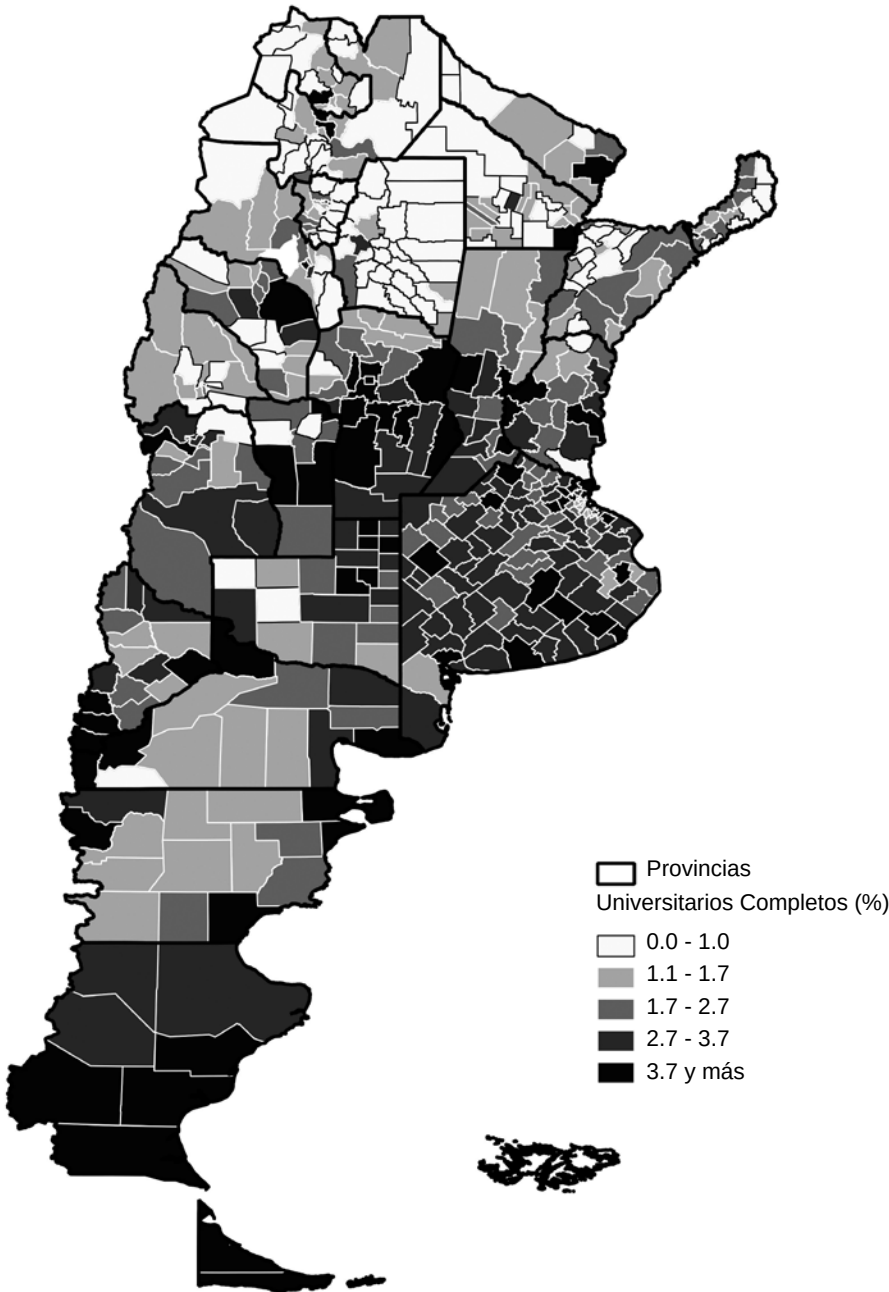 Provincias
Universitarios Completos (%)
0.0 - 1.0
1.1 - 1.7
1.7 - 2.7
2.7 - 3.7
3.7 y más